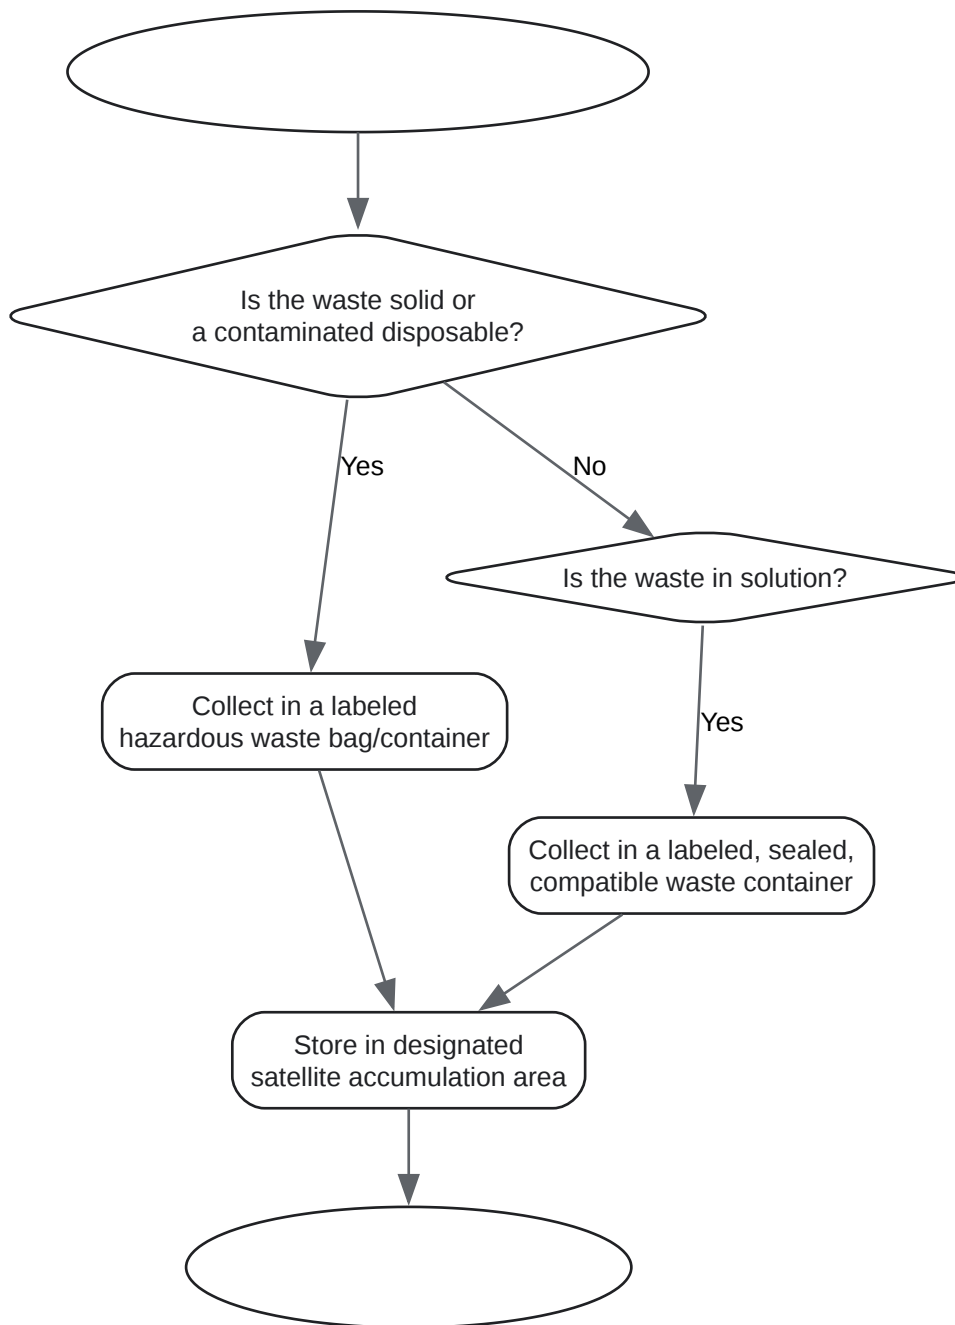 Is the waste solid or
a contaminated disposable?
Yes
No
Is the waste in solution?
Collect in a labeled
hazardous waste bag/container
Yes
Collect in a labeled, sealed,
compatible waste container
Store in designated
satellite accumulation area